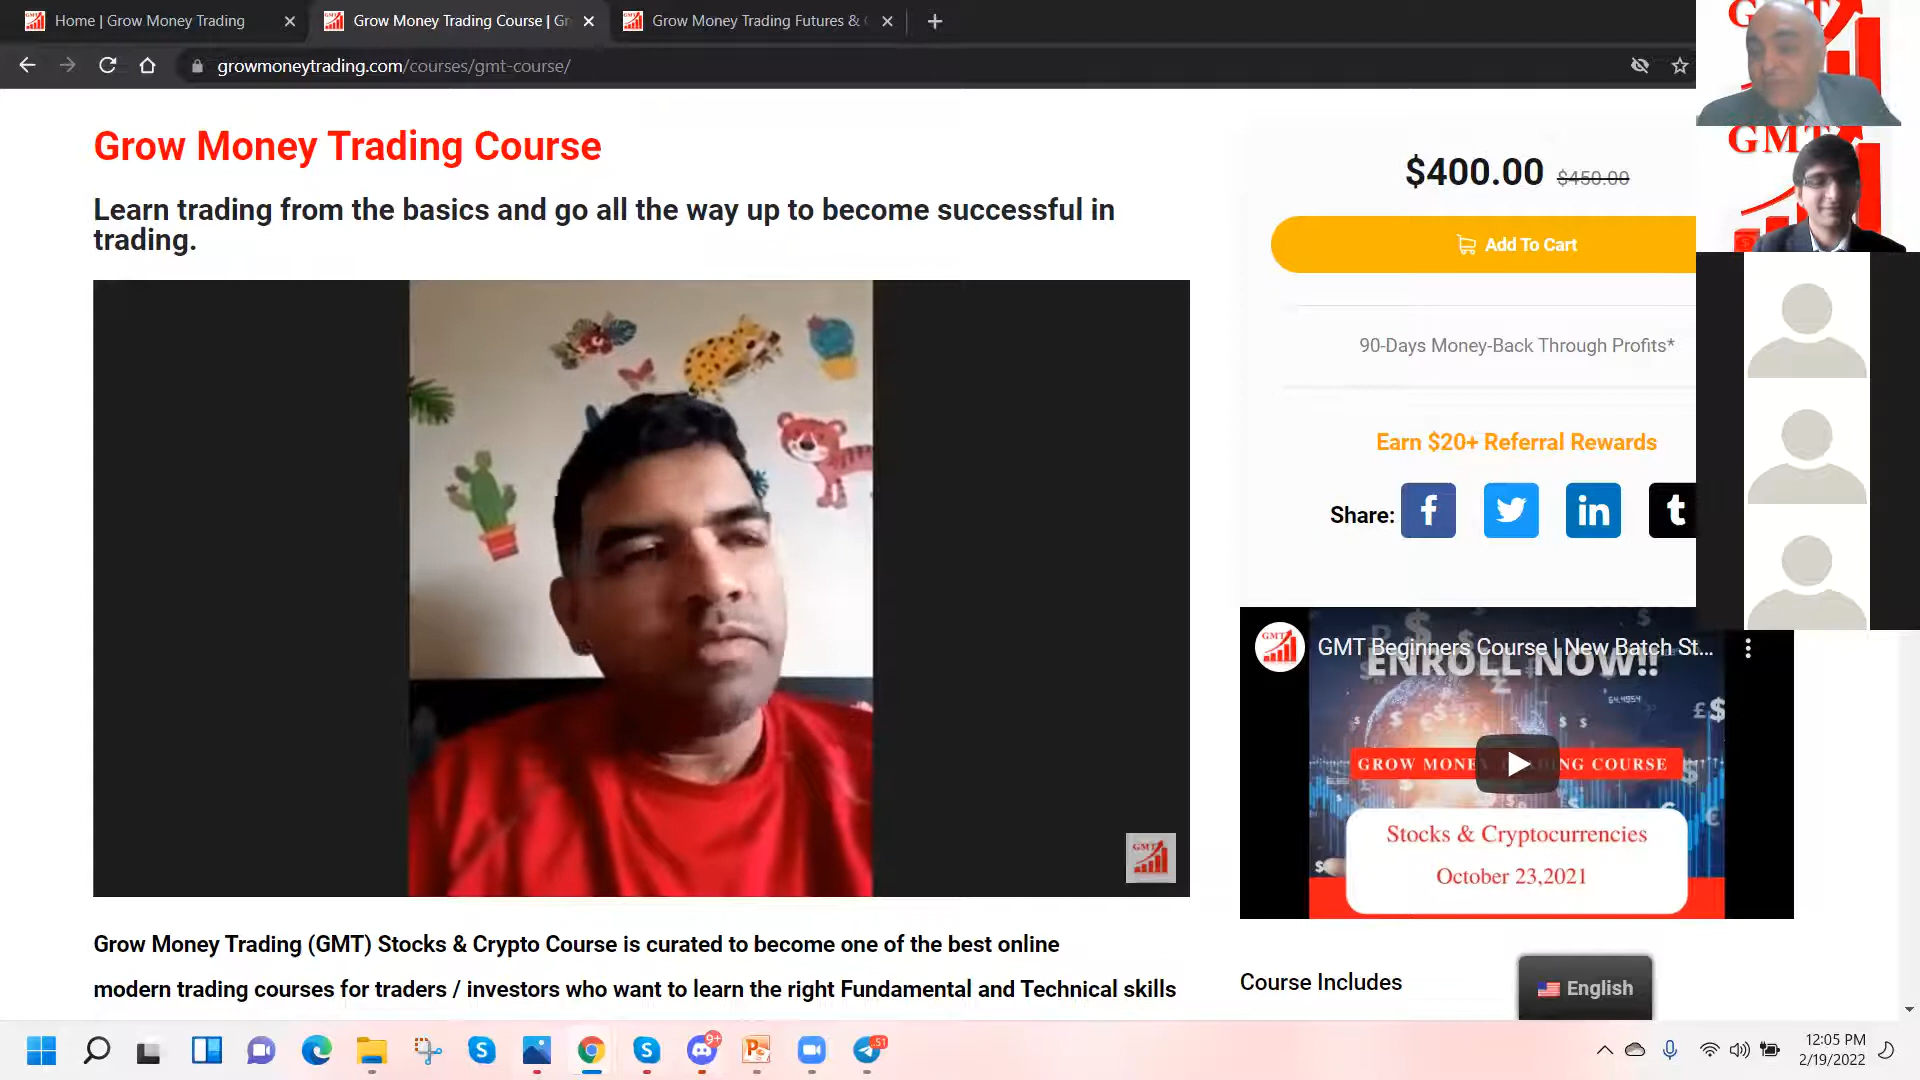 Home | Grow Money Trading
Grow Money Trading Course | Gr
Grow Money Trading Futures &
growmoneytrading.com/courses/gmt-course/
Grow Money Trading Course
Learn trading from the basics and go all the way up to become successful in
trading.
$400.00 $450.00
Add To Cart
90-Days Money-Back Through Profits*
Earn $20+ Referral Rewards
Share:
GMT
GMT
GMT Beginners Course | New Batch St...
ENROLL NOW!!
GROW MONEY
COURSE
Stocks & Cryptocurrencies
October 23,2021
Grow Money Trading (GMT) Stocks & Crypto Course is curated to become one of the best online
modern trading courses for traders / investors who want to learn the right Fundamental and Technical skills
Course Includes
English
9+
51
12:05 PM
2/19/2022